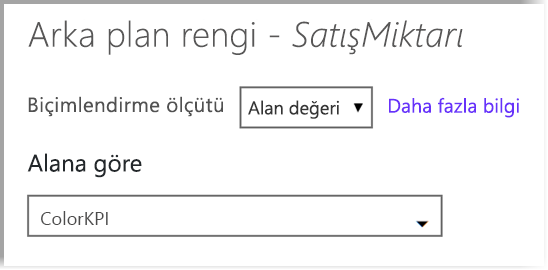 Arka plan rengi - SatışMiktarı
Biçimlendirme ölçütü Alan değeri Daha fazla bilgi
Alana göre
ColorKPI